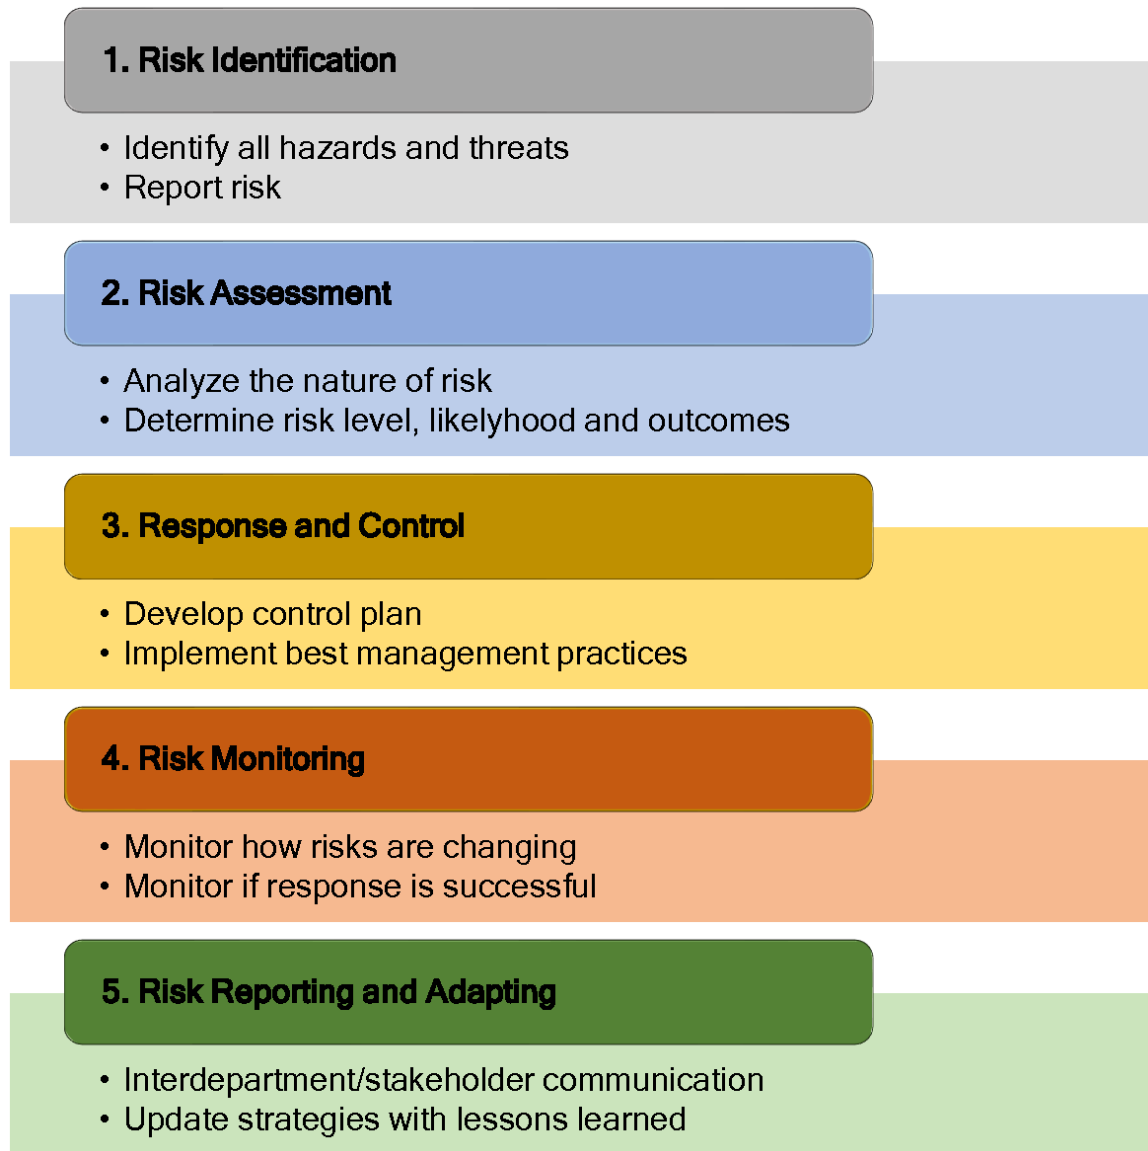 1. Risk Identification
• Identify all hazards and threats
• Report risk
2. Risk Assessment
• Analyze the nature of risk
• Determine risk level, likelyhood and outcomes
3. Response and Control
• Develop control plan
• Implement best management practices
4. Risk Monitoring
• Monitor how risks are changing
• Monitor if response is successful
5. Risk Reporting and Adapting
• Interdepartment/stakeholder communication
• Update strategies with lessons learned